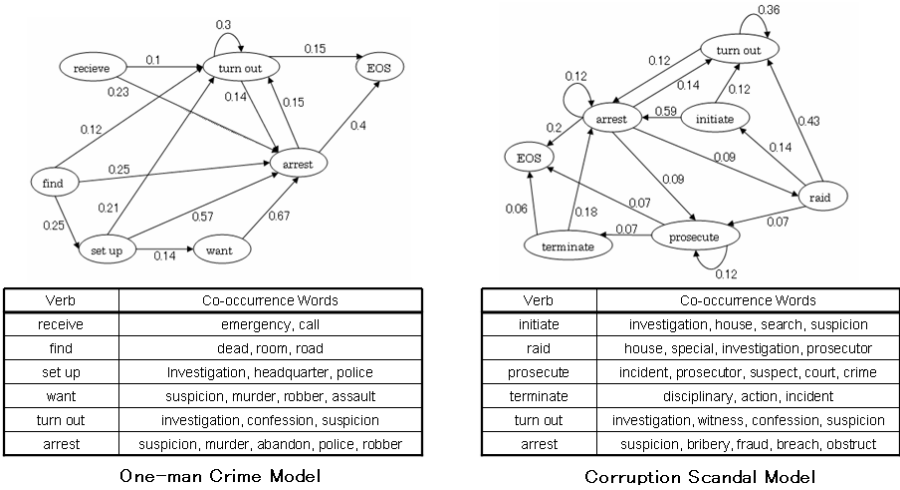 0.3
0.15
recieve
0.1
turn out
EOS
0.23
0.14
0.15
0.4
0.12
arrest
0.25
find
0.25
0.21
0.57
0.67
set up
0.14
want
Verb Co-occurrence Words
receive emergency, call
find dead, room, road
set up Investigation, headquarter, police
want suspicion, murder, robber, assault
turn out investigation, confession, suspicion
arrest suspicion, murder, abandon, police, robber
One-man Crime Model
0.36
turn out
0.12
0.12
0.14
0.12
arrest
0.59
initiate
0.43
0.2
EOS
0.14
0.09
0.09
raid
0.07
0.06
0.18
0.07
0.07
terminate
prosecute
0.12
Verb Co-occurrence Words
initiate investigation, house, search, suspicion
raid house, special, investigation, prosecutor
prosecute incident, prosecutor, suspect, court, crime
terminate disciplinary, action, incident
turn out investigation, witness, confession, suspicion
arrest suspicion, bribery, fraud, breach, obstruct
Corruption Scandal Model